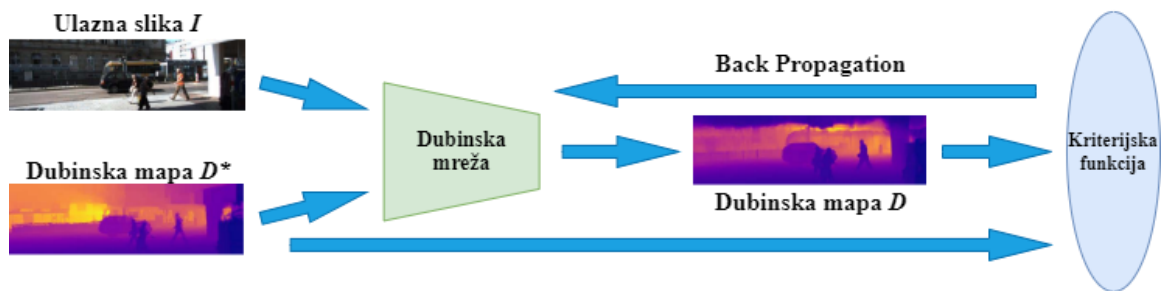 Ulazna slika I
Dubinska mapa D*
Dubinska
mreža
Back Propagation
Dubinska mapa D
Kriterijska
funkcija